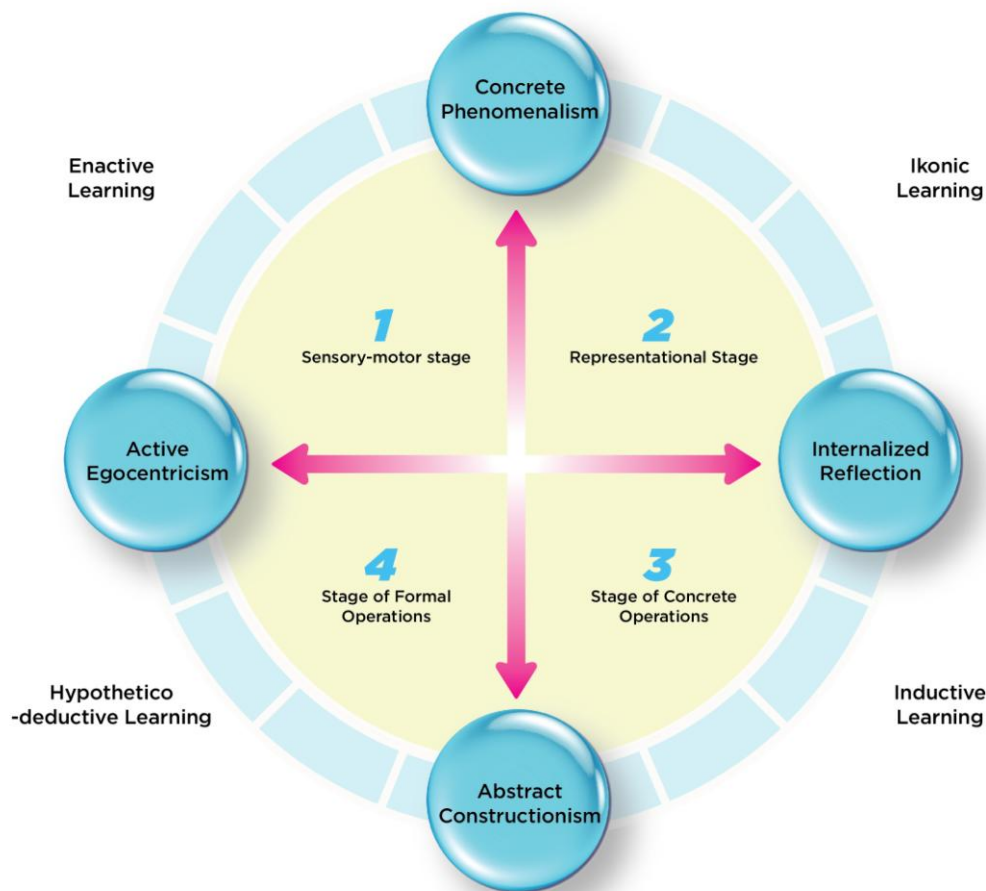 Concrete
Phenomenalism
Enactive
Learning
Ikonic
Learning
1
Sensory-motor stage
2
Representational Stage
Active
Egocentricism
Internalized
Reflection
4
Stage of Formal
Operations
3
Stage of Concrete
Operations
Hypothetico
-deductive Learning
Inductive
Learning
Abstract
Constructionism